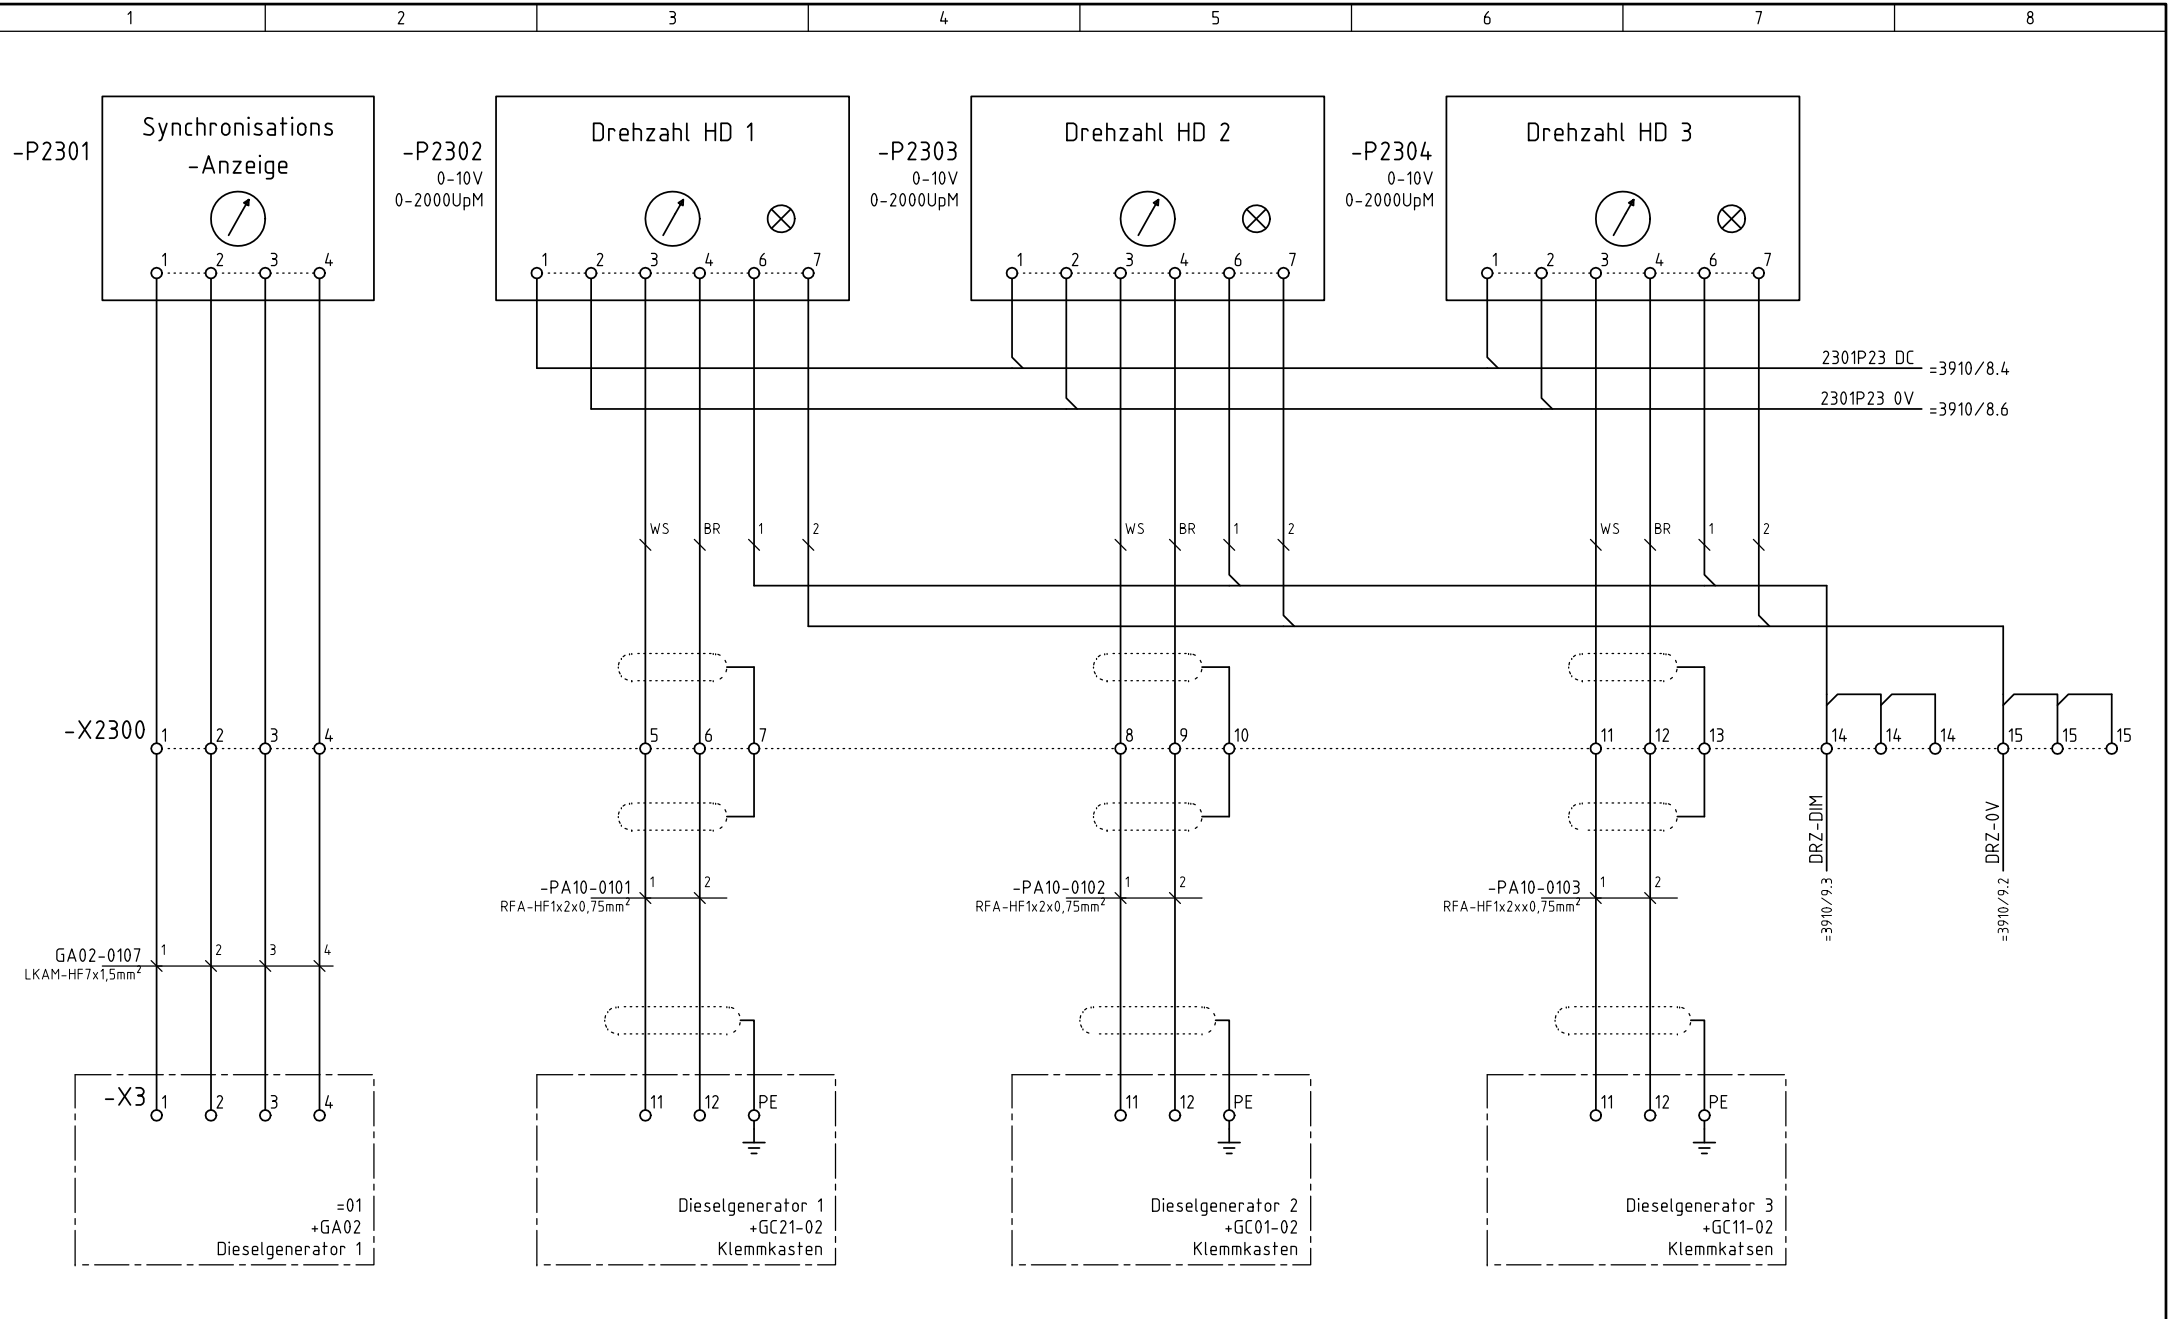 1 2 3 4 5 6 7 8
Synchronisations
-Anzeige
-P2301
1 2 3 4
Drehzahl HD 1
-P2302
0-10V
0-2000UpM
1 2 3 4 6 7
Drehzahl HD 2
-P2303
0-10V
0-2000UpM
1 2 3 4 6 7
Drehzahl HD 3
-P2304
0-10V
0-2000UpM
1 2 3 4 6 7
2301P23 DC =3910/8.4
2301P23 0V =3910/8.6
WS BR 1 2 WS BR 1 2 WS BR 1 2
-X2300 1 2 3 4 5 6 7 8 9 10 11 12 13 14 14 14 15 15 15
DRZ-DIM
=3910/9.3
DRZ-0V
=3910/9.2
-PA10-0101 1 2
RFA-HF1x2x0,75mm²
-PA10-0102 1 2
RFA-HF1x2x0,75mm²
-PA10-0103 1 2
RFA-HF1x2xx0,75mm²
GA02-0107 1 2 3 4
LKAM-HF7x1,5mm²
-X3 1 2 3 4
11 12 PE
11 12 PE
11 12 PE
=01
+GA02
Dieselgenerator 1
Dieselgenerator 1
+GC21-02
Klemmkasten
Dieselgenerator 2
+GC01-02
Klemmkasten
Dieselgenerator 3
+GC11-02
Klemmkatsen